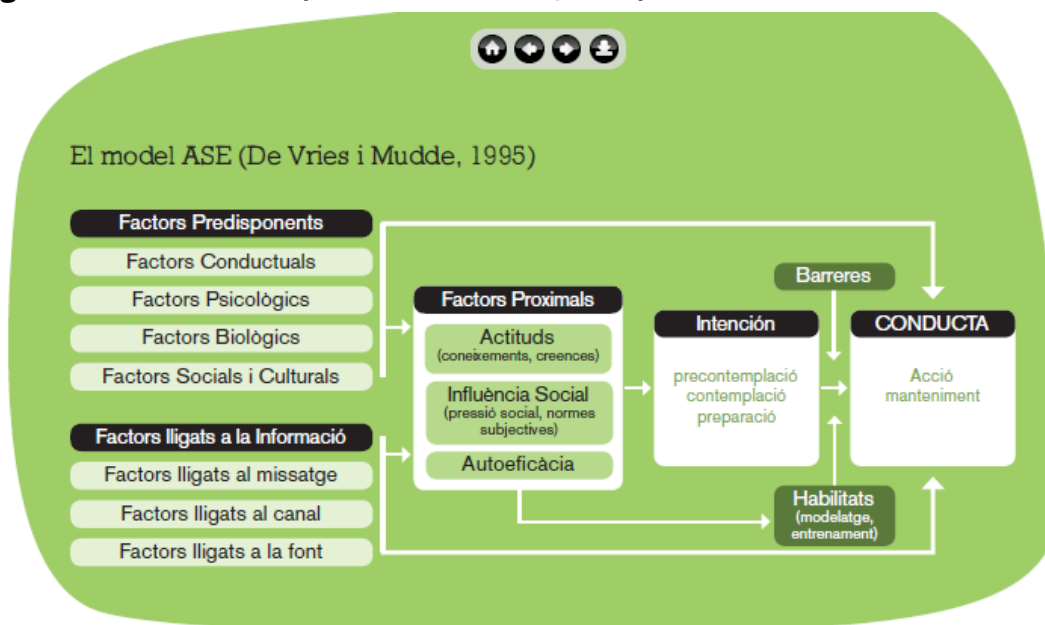 El model ASE (De Vries i Mudde, 1995)
Factors Predisponents
Factors Conductuals
Factors Psicològics
Factors Biològics
Factors Socials i Culturals
Factors lligats a la Informació
Factors lligats al missatge
Factors lligats al canal
Factors lligats a la font
Factors Proximals
Actituds
(coneixements, creences)
Influència Social
(pressió social, normes
subjectives)
Autoeficàcia
Intención
precontemplació
contemplació
preparació
Barreres
Habilitats
(modelatge,
entrenament)
CONDUCTA
Acció
manteniment